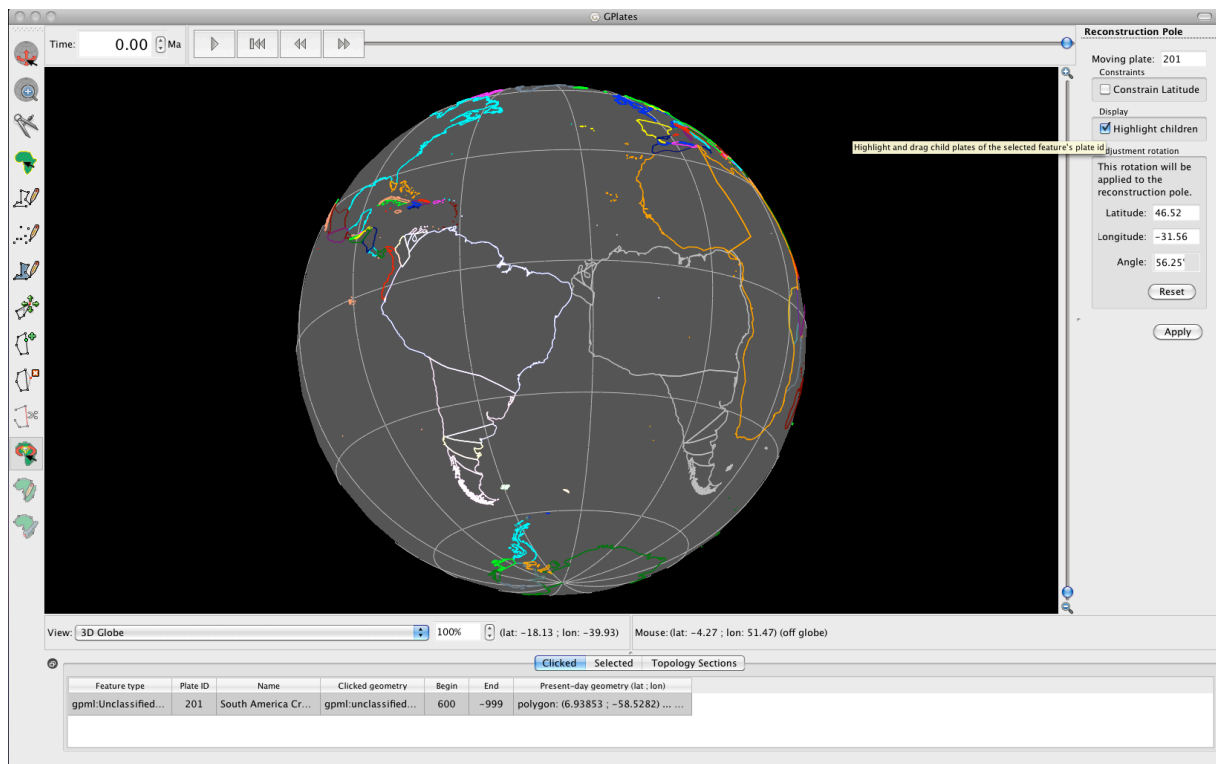 GPlates
Time: 0.00 Ma
Reconstruction Pole
Moving plate: 201
Constraints
Constrain Latitude
Display
Highlight children
Highlight and drag child plates of the selected feature's plate id.
Adjustment rotation
This rotation will be
applied to the
reconstruction pole.
Latitude: 46.52
Longitude: -31.56
Angle: 56.25°
Reset
Apply
View: 3D Globe 100% (lat: -18.13 ; lon: -39.93) Mouse: (lat: -4.27 ; lon: 51.47) (off globe)
Clicked Selected Topology Sections
Feature type Plate ID Name Clicked geometry Begin End Present-day geometry (lat ; lon)
gpml:Unclassified... 201 South America Cr... gpml:unclassified... 600 -999 polygon: (6.93853 ; -58.5282) ... ...